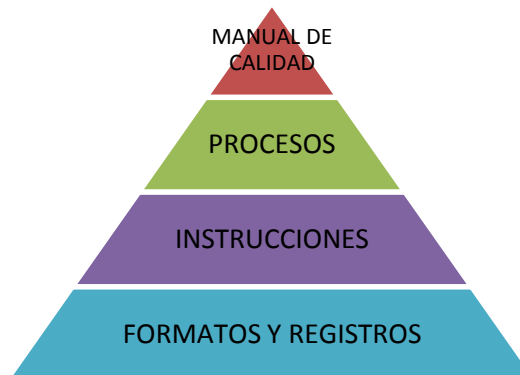 MANUAL DE
CALIDAD
PROCESOS
INSTRUCCIONES
FORMATOS Y REGISTROS